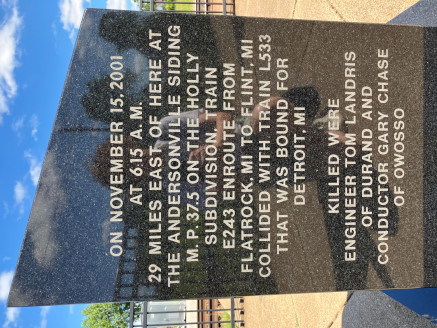 ON NOVEMBER 15, 2001
AT 6:15 A.M.
29 MILES EAST OF HERE AT
THE ANDERSONVILLE SIDING
M.P. 37.5 ON THE HOLLY
SUBDIVISION TRAIN
E243 ENROUTE FROM
FLATROCK, MI TO FLINT, MI
COLLIDED WITH TRAIN L533
THAT WAS BOUND FOR
DETROIT, MI
KILLED WERE
ENGINEER TOM LANDRIS
OF DURAND AND
CONDUCTOR GARY CHASE
OF OWOSSO